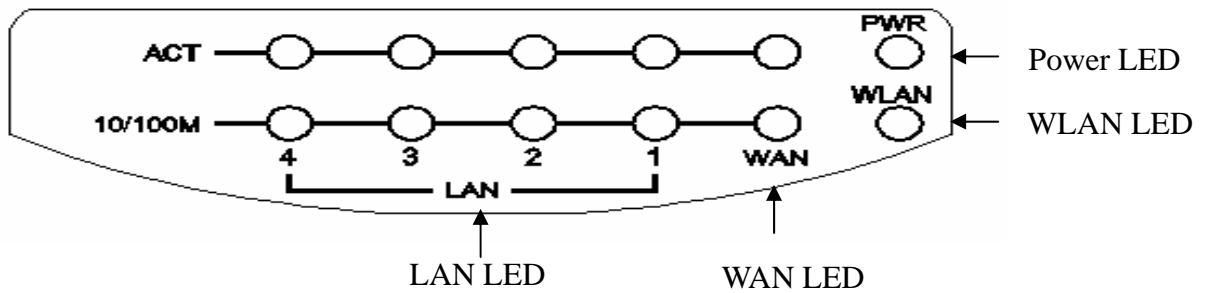 PWR
ACT
Power LED
WLAN
WLAN LED
10/100M
4 3 2 1 WAN
LAN
LAN LED WAN LED